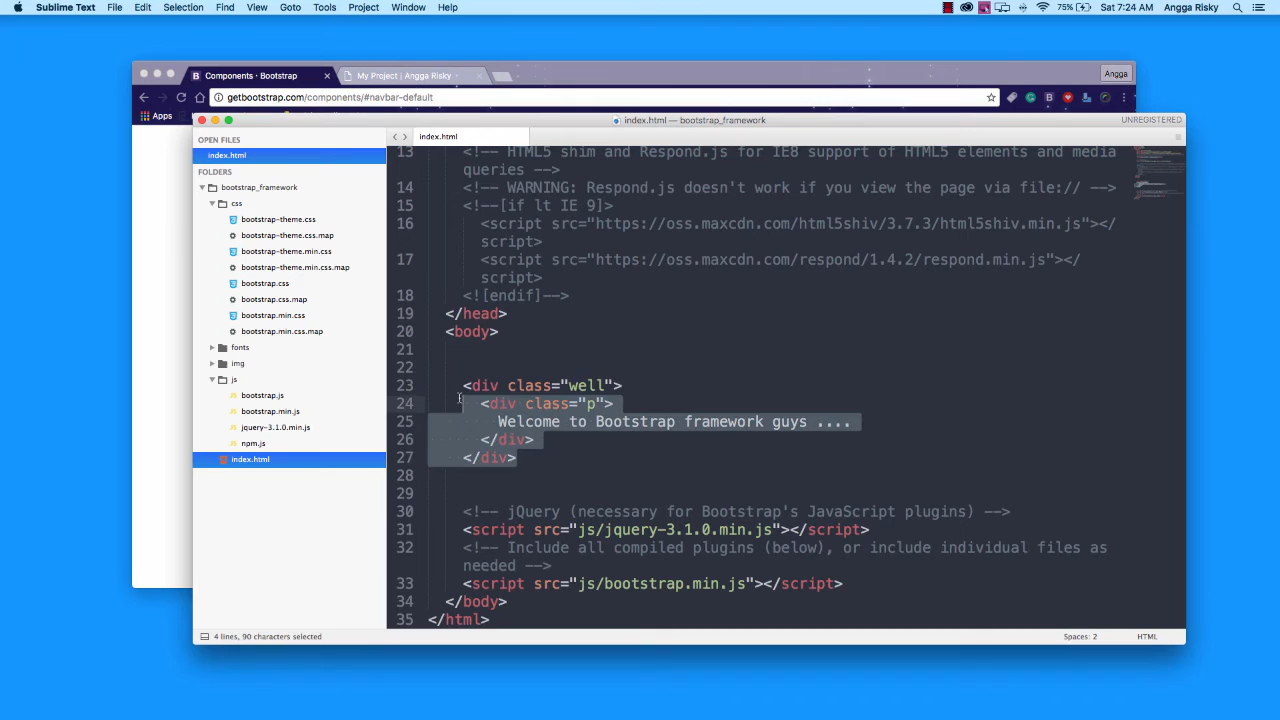 Sublime Text File Edit Selection Find View Goto Tools Project Window Help 75% Sat 7:24 AM Angga Risky
Components · Bootstrap × My Project | Angga Risky × Angga
getbootstrap.com/components/#navbar-default
Apps
index.html — bootstrap_framework UNREGISTERED
OPEN FILES
index.html
FOLDERS
bootstrap_framework
css
bootstrap-theme.css
bootstrap-theme.css.map
bootstrap-theme.min.css
bootstrap-theme.min.css.map
bootstrap.css
bootstrap.css.map
bootstrap.min.css
bootstrap.min.css.map
fonts
img
js
bootstrap.js
bootstrap.min.js
jquery-3.1.0.min.js
npm.js
index.html
index.html
13 <!-- HTML5 shim and Respond.js for IE8 support of HTML5 elements and media
queries -->
14 <!-- WARNING: Respond.js doesn't work if you view the page via file:// -->
15 <!--[if lt IE 9]>
16 <script src="https://oss.maxcdn.com/html5shiv/3.7.3/html5shiv.min.js"></
script>
17 <script src="https://oss.maxcdn.com/respond/1.4.2/respond.min.js"></
script>
18 <![endif]-->
19 </head>
20 <body>
21
22
23 <div class="well">
24 <div class="p">
25 Welcome to Bootstrap framework guys ....
26 </div>
27 </div>
28
29
30 <!-- jQuery (necessary for Bootstrap's JavaScript plugins) -->
31 <script src="js/jquery-3.1.0.min.js"></script>
32 <!-- Include all compiled plugins (below), or include individual files as
needed -->
33 <script src="js/bootstrap.min.js"></script>
34 </body>
35 </html>
4 lines, 90 characters selected Spaces: 2 HTML